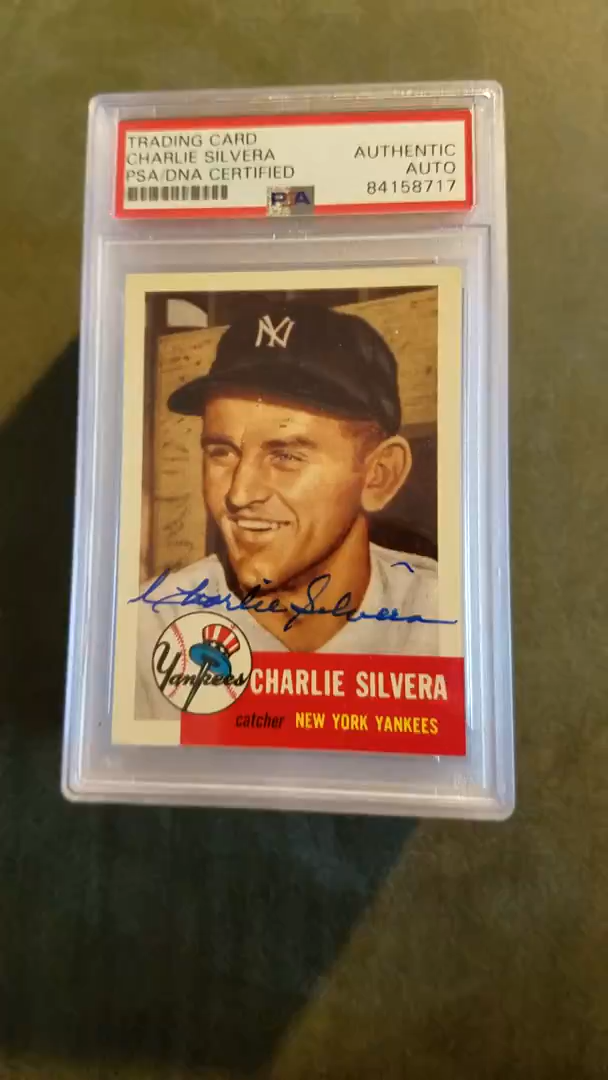 TRADING CARD
CHARLIE SILVERA
PSA/DNA CERTIFIED
AUTHENTIC
AUTO
84158717
PSA
NY
Charlie Silvera
Yankees
CHARLIE SILVERA
catcher NEW YORK YANKEES